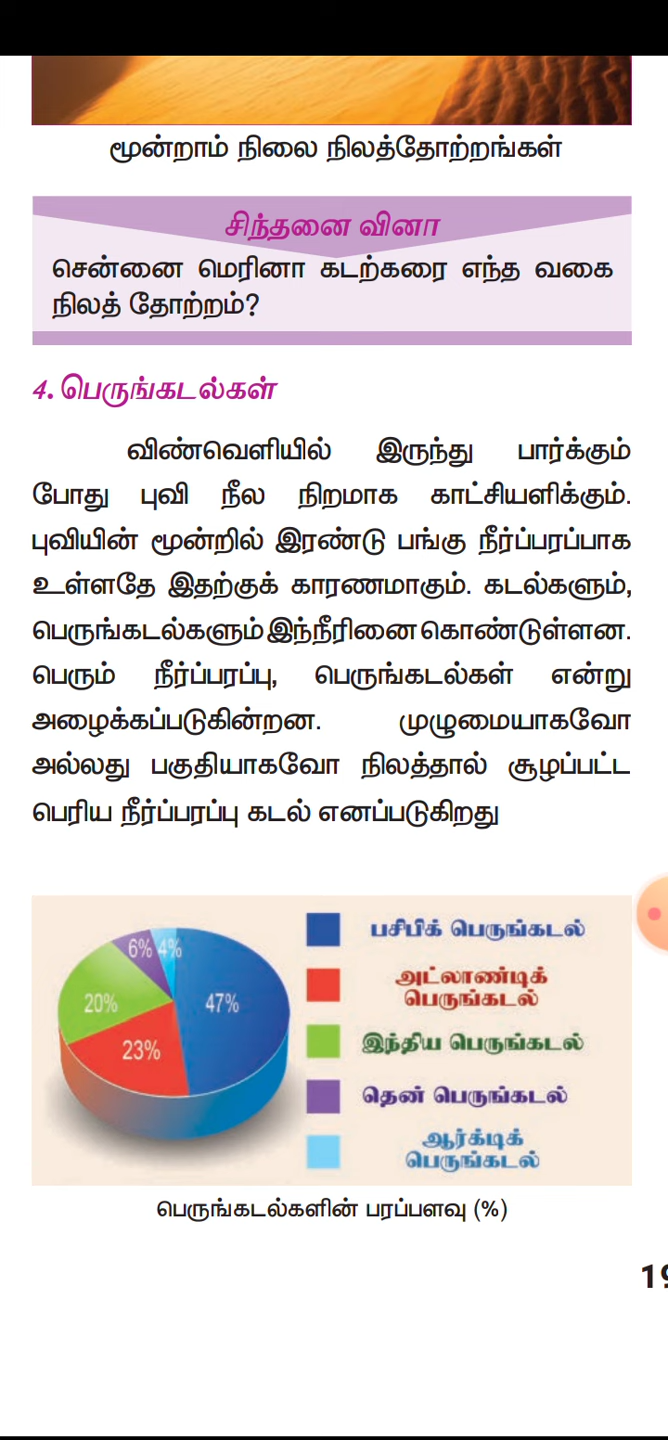 மூன்றாம் நிலை நிலத்தோற்றங்கள்
சிந்தனை வினா
சென்னை மெரினா கடற்கரை எந்த வகை
நிலத் தோற்றம்?
4. பெருங்கடல்கள்
விண்வெளியில் இருந்து பார்க்கும்
போது புவி நீல நிறமாக காட்சியளிக்கும்.
புவியின் மூன்றில் இரண்டு பங்கு நீர்ப்பரப்பாக
உள்ளதே இதற்குக் காரணமாகும். கடல்களும்,
பெருங்கடல்களும் இந்நீரினை கொண்டுள்ளன.
பெரும் நீர்ப்பரப்பு, பெருங்கடல்கள் என்று
அழைக்கப்படுகின்றன. முழுமையாகவோ
அல்லது பகுதியாகவோ நிலத்தால் சூழப்பட்ட
பெரிய நீர்ப்பரப்பு கடல் எனப்படுகிறது
6% 4%
20% 47%
23%
பசிபிக் பெருங்கடல்
அட்லாண்டிக்
பெருங்கடல்
இந்திய பெருங்கடல்
தென் பெருங்கடல்
ஆர்க்டிக்
பெருங்கடல்
பெருங்கடல்களின் பரப்பளவு (%)
19